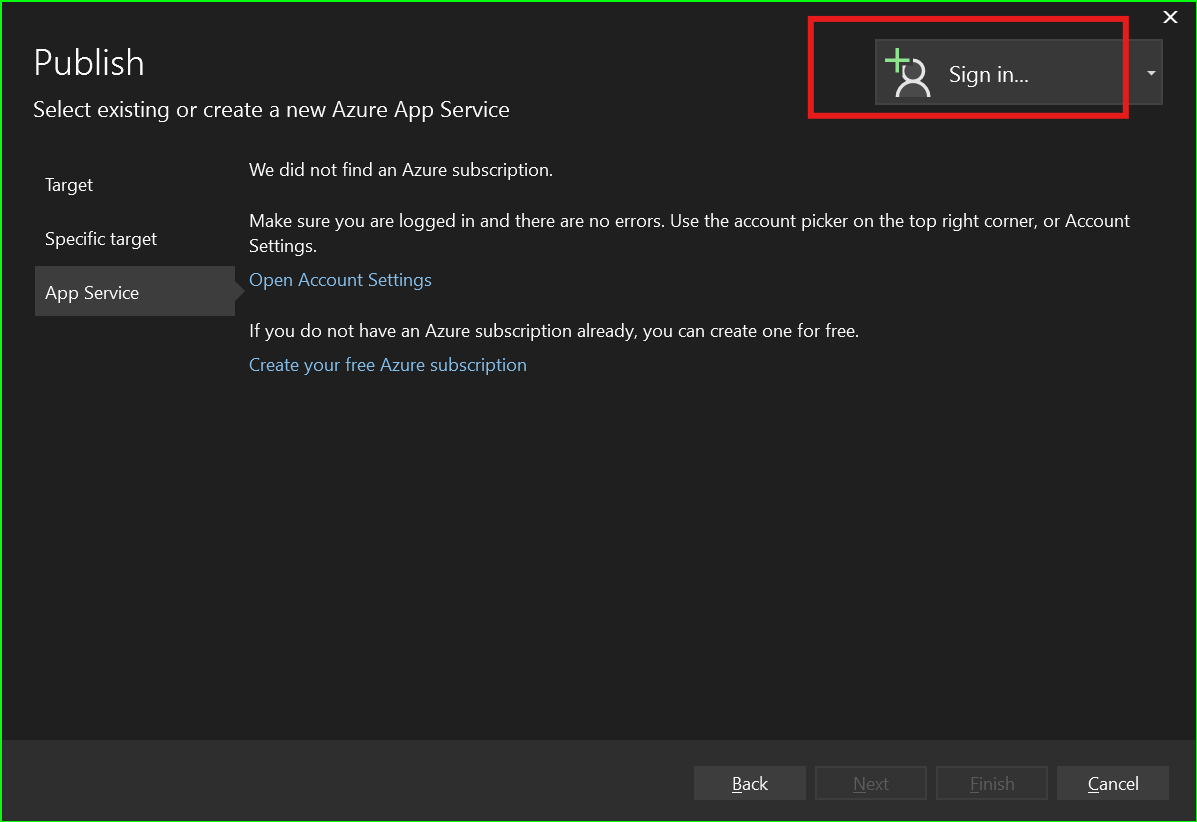 Publish
Sign in...
Select existing or create a new Azure App Service
Target
Specific target
App Service
We did not find an Azure subscription.
Make sure you are logged in and there are no errors. Use the account picker on the top right corner, or Account
Settings.
Open Account Settings
If you do not have an Azure subscription already, you can create one for free.
Create your free Azure subscription
Back
Next
Finish
Cancel